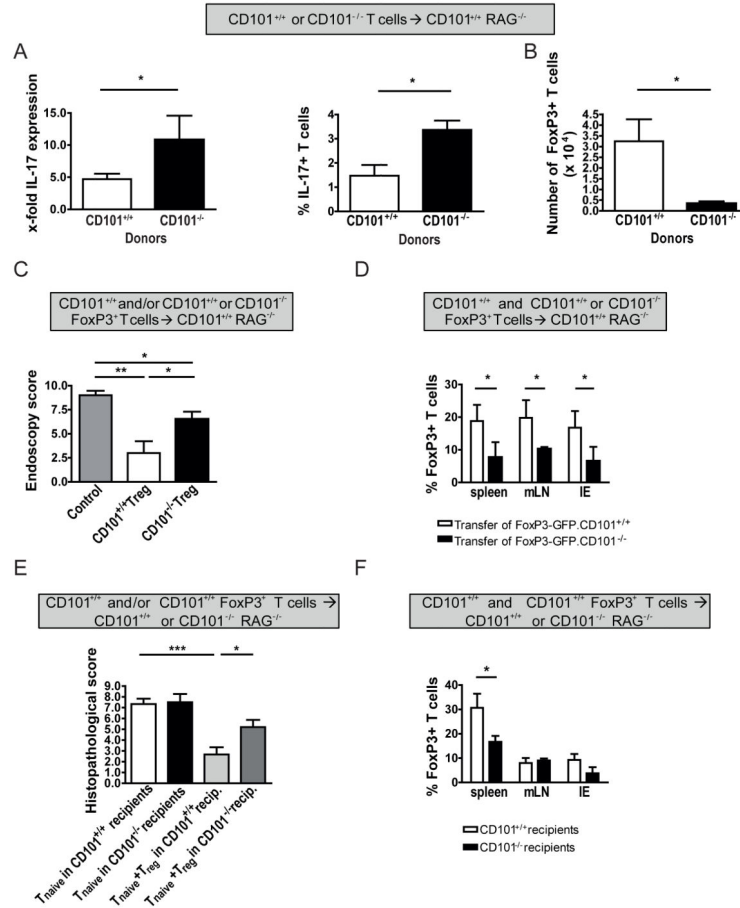 CD101+/+ or CD101-/- T cells → CD101+/+ RAG-/-
A
x-fold IL-17 expression
15.0
10.0
5.0
0.0
*
CD101+/+
CD101-/-
Donors
% IL-17+ T cells
4
3
2
1
0
*
CD101+/+
CD101-/-
Donors
B
Number of FoxP3+ T cells
(x 10⁴)
4.5
4.0
3.5
3.0
2.5
2.0
1.5
1.0
0.5
0
*
CD101+/+
CD101-/-
Donors
C
CD101+/+ and/or CD101+/+ or CD101-/-
FoxP3+ T cells → CD101+/+ RAG-/-
Endoscopy score
10.0
7.5
5.0
2.5
0.0
*
** *
Control
CD101+/+Treg
CD101-/-Treg
D
CD101+/+ and CD101+/+ or CD101-/-
FoxP3+ T cells → CD101+/+ RAG-/-
% FoxP3+ T cells
30
20
10
0
* * *
spleen mLN IE
Transfer of FoxP3-GFP.CD101+/+
Transfer of FoxP3-GFP.CD101-/-
E
CD101+/+ and/or CD101+/+ FoxP3+ T cells →
CD101+/+ or CD101-/- RAG-/-
Histopathological score
9.0
8.0
7.0
6.0
5.0
4.0
3.0
2.0
1.0
0.0
*** *
Tnaive in CD101+/+ recipients
Tnaive in CD101-/- recipients
Tnaive +Treg in CD101+/+ recip.
Tnaive +Treg in CD101-/- recip.
F
CD101+/+ and CD101+/+ FoxP3+ T cells →
CD101+/+ or CD101-/- RAG-/-
% FoxP3+ T cells
40
30
20
10
0
*
spleen mLN IE
CD101+/+ recipients
CD101-/- recipients